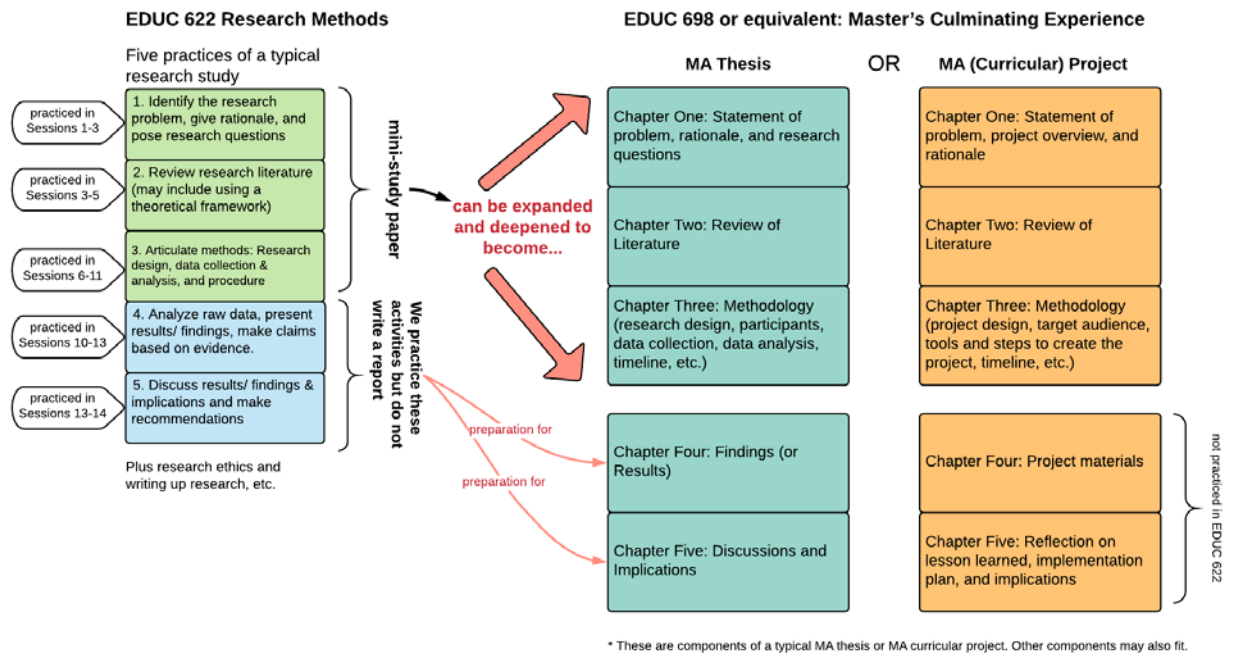 EDUC 622 Research Methods
EDUC 698 or equivalent: Master's Culminating Experience
Five practices of a typical
research study
practiced in
Sessions 1-3
1. Identify the research
problem, give rationale, and
pose research questions
practiced in
Sessions 3-5
2. Review research literature
(may include using a
theoretical framework)
practiced in
Sessions 6-11
3. Articulate methods: Research
design, data collection &
analysis, and procedure
practiced in
Sessions 10-13
4. Analyze raw data, present
results/ findings, make claims
based on evidence.
practiced in
Sessions 13-14
5. Discuss results/ findings &
implications and make
recommendations
Plus research ethics and
writing up research, etc.
mini-study paper
We practice these
activities but do not
write a report
can be expanded
and deepened to
become...
preparation for
preparation for
MA Thesis
OR
MA (Curricular) Project
Chapter One: Statement of
problem, rationale, and research
questions
Chapter Two: Review of
Literature
Chapter Three: Methodology
(research design, participants,
data collection, data analysis,
timeline, etc.)
Chapter Four: Findings (or
Results)
Chapter Five: Discussions and
Implications
Chapter One: Statement of
problem, project overview, and
rationale
Chapter Two: Review of
Literature
Chapter Three: Methodology
(project design, target audience,
tools and steps to create the
project, timeline, etc.)
Chapter Four: Project materials
Chapter Five: Reflection on
lesson learned, implementation
plan, and implications
not practiced in EDUC 622
* These are components of a typical MA thesis or MA curricular project. Other components may also fit.